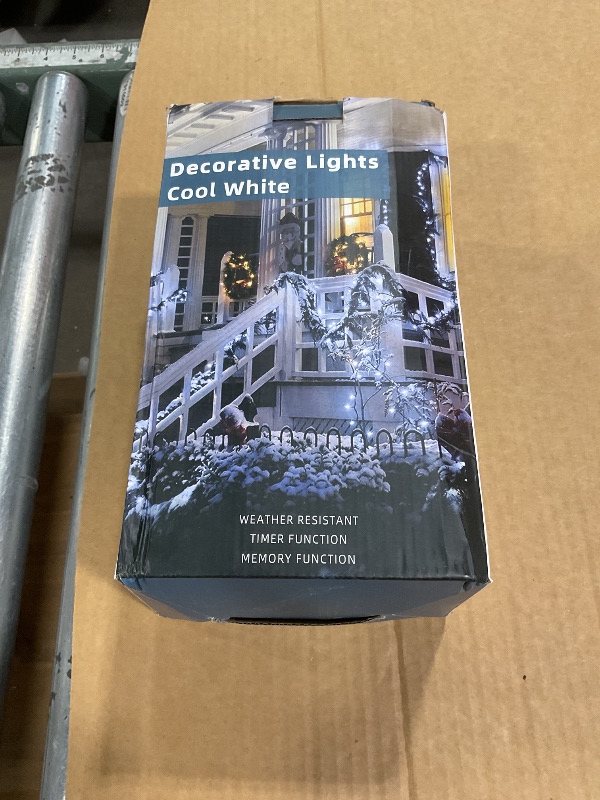 Decorative Lights
Cool White
WEATHER RESISTANT
TIMER FUNCTION
MEMORY FUNCTION